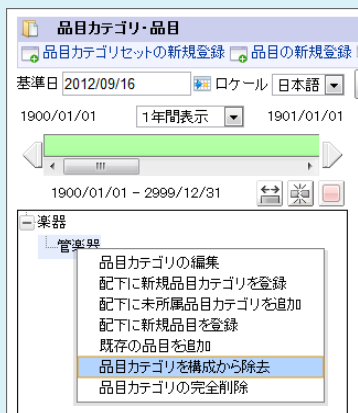 品目カテゴリ・品目
品目カテゴリセットの新規登録 品目の新規登録
基準日 2012/09/16 ロケール 日本語
1900/01/01 1年間表示 1901/01/01
1900/01/01 - 2999/12/31
楽器
管楽器
品目カテゴリの編集
配下に新規品目カテゴリを登録
配下に未所属品目カテゴリを追加
配下に新規品目を登録
既存の品目を追加
品目カテゴリを構成から除去
品目カテゴリの完全削除